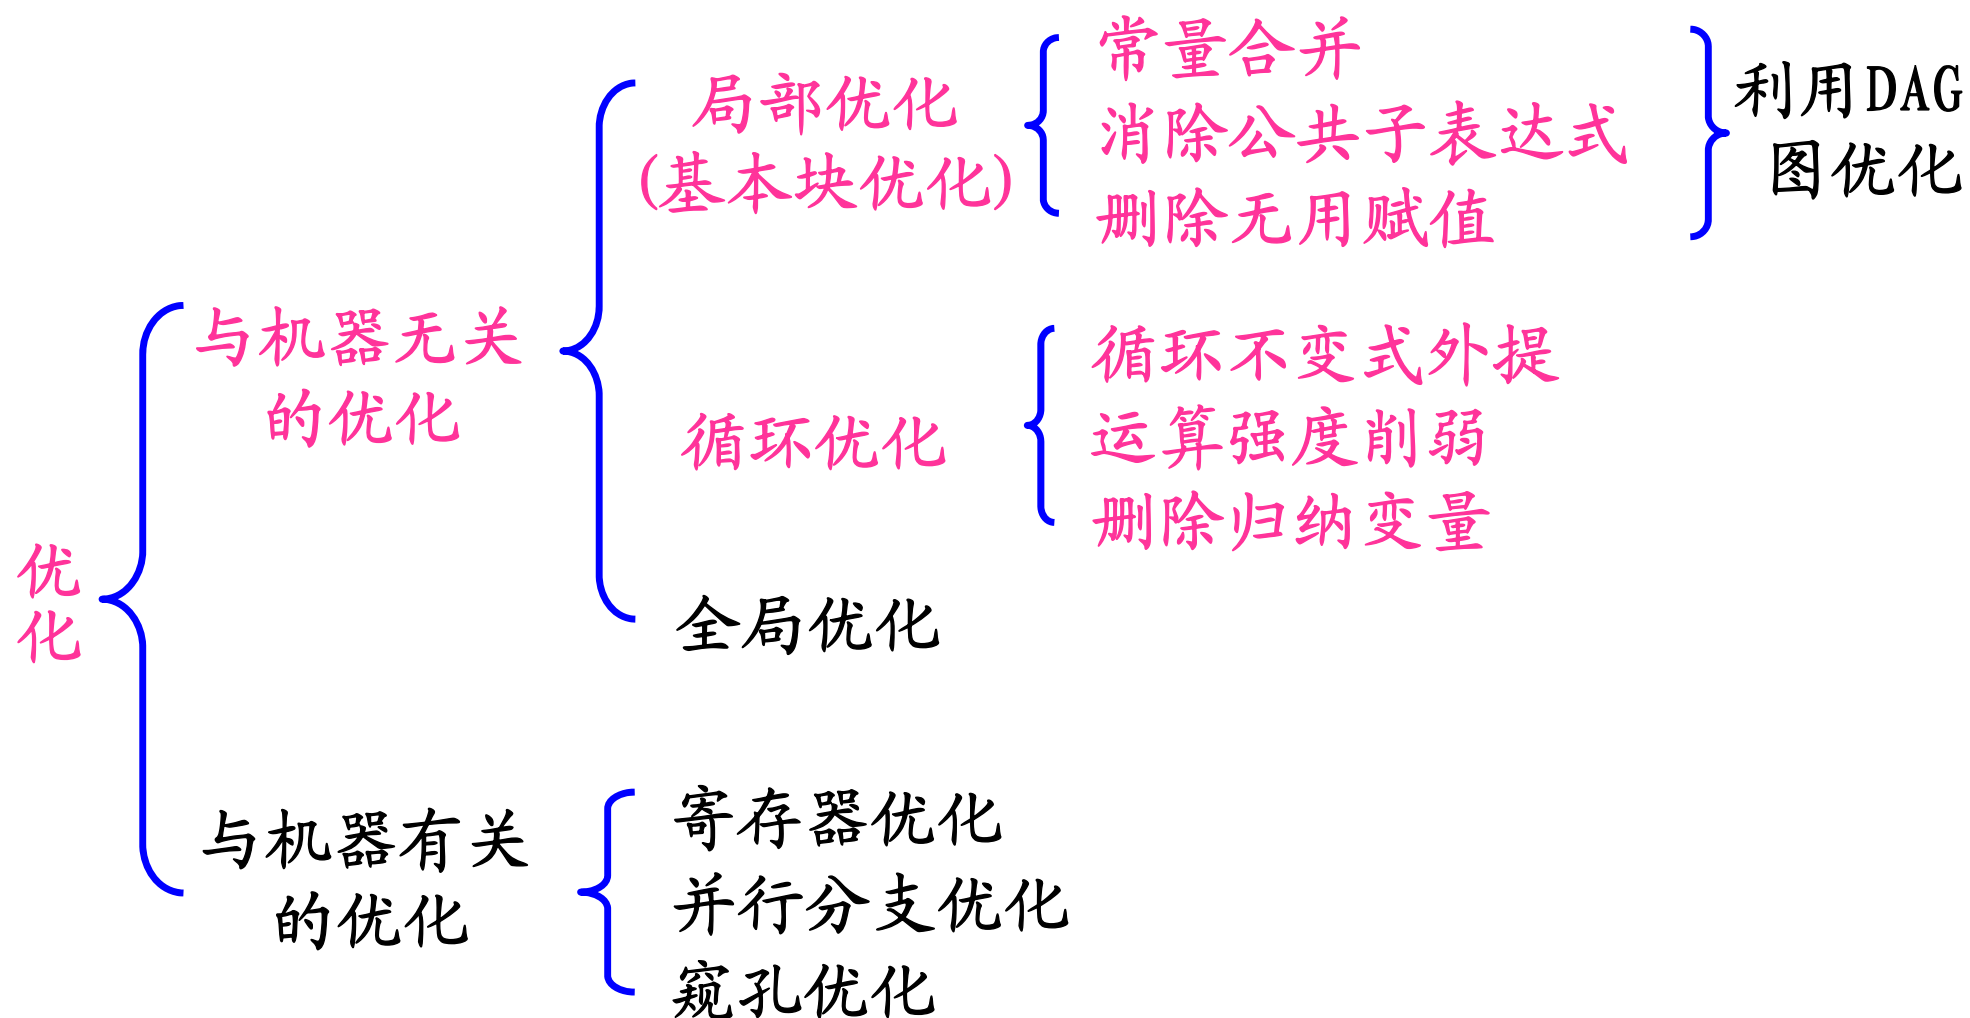 优
化
与机器无关
的优化
局部优化
(基本块优化)
常量合并
消除公共子表达式
删除无用赋值
利用DAG
图优化
循环优化
循环不变式外提
运算强度削弱
删除归纳变量
全局优化
与机器有关
的优化
寄存器优化
并行分支优化
窥孔优化